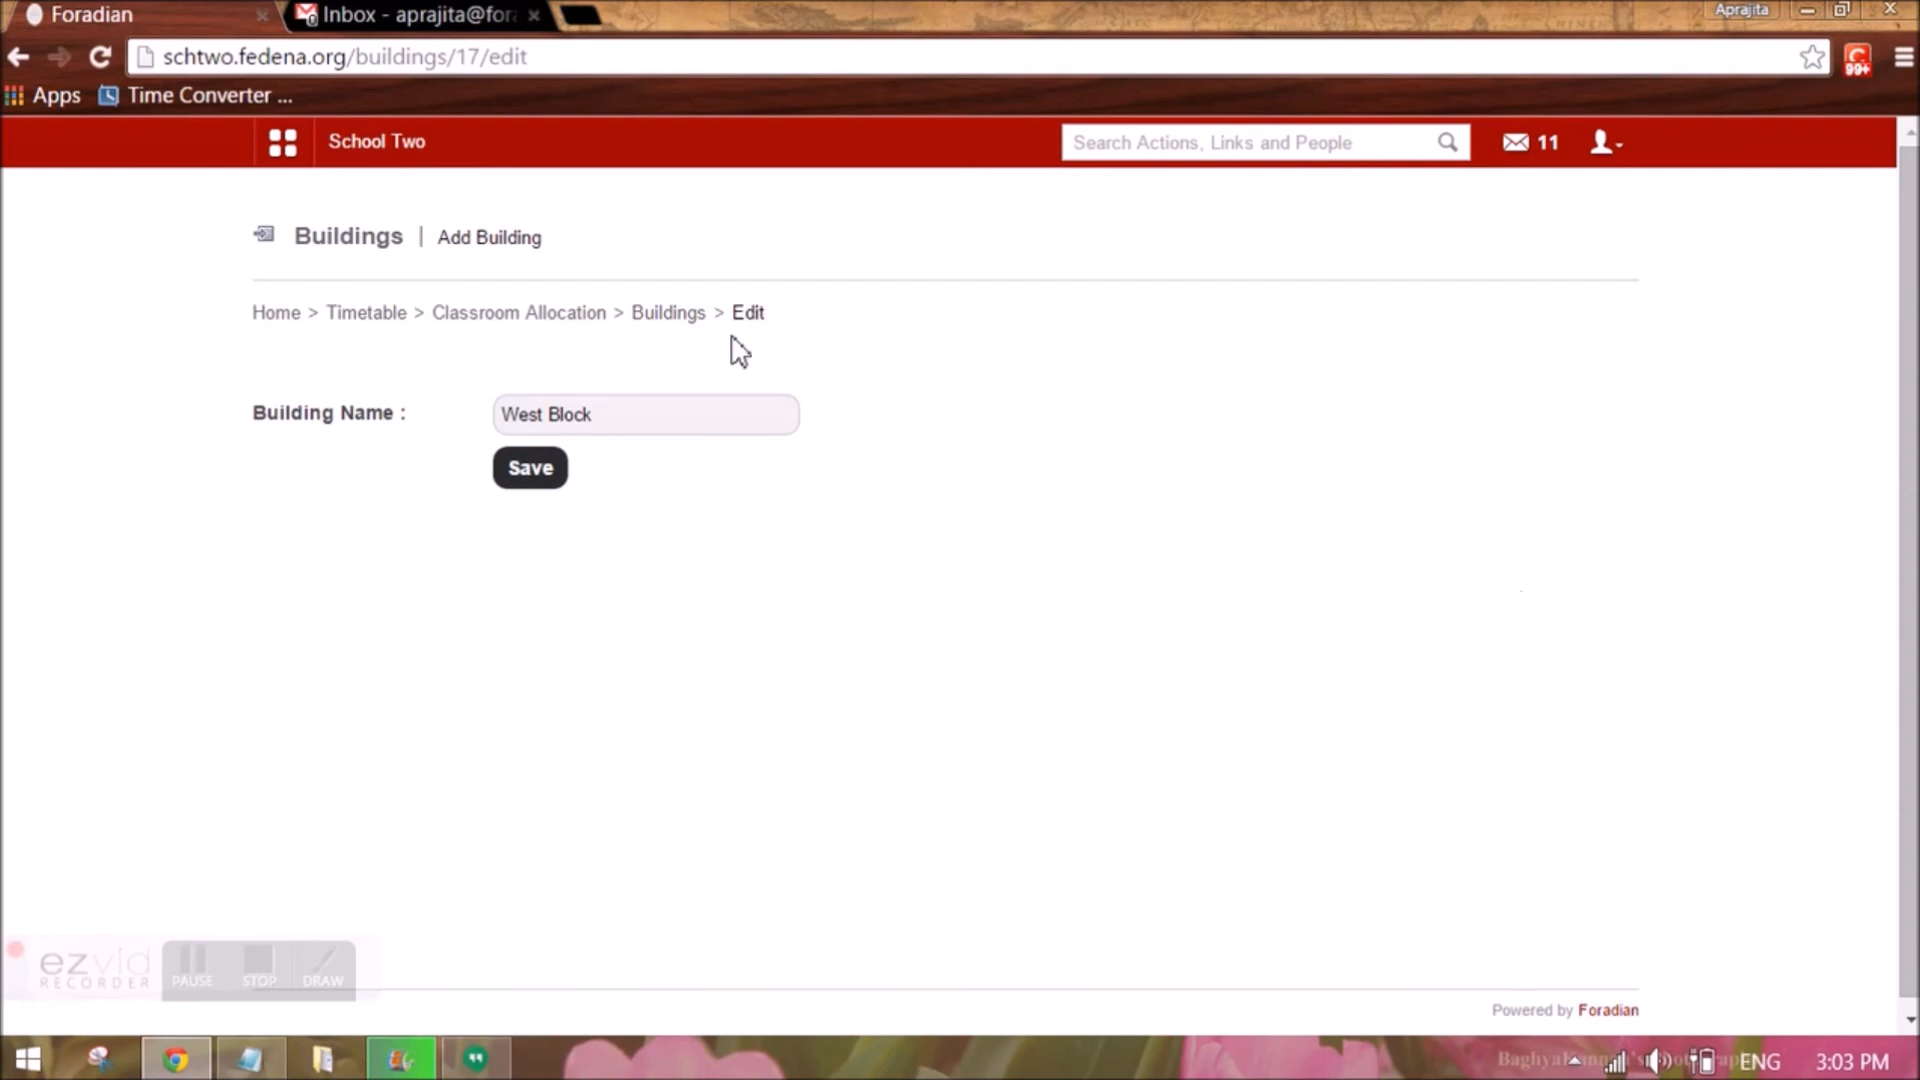 Foradian
Inbox - aprajita@fora
Aprajita
schtwo.fedena.org/buildings/17/edit
99+
Apps
Time Converter ...
School Two
Search Actions, Links and People
11
Buildings | Add Building
Home > Timetable > Classroom Allocation > Buildings > Edit
Building Name :
West Block
Save
ezvid
RECORDER
PAUSE
STOP
DRAW
Powered by Foradian
ENG
3:03 PM